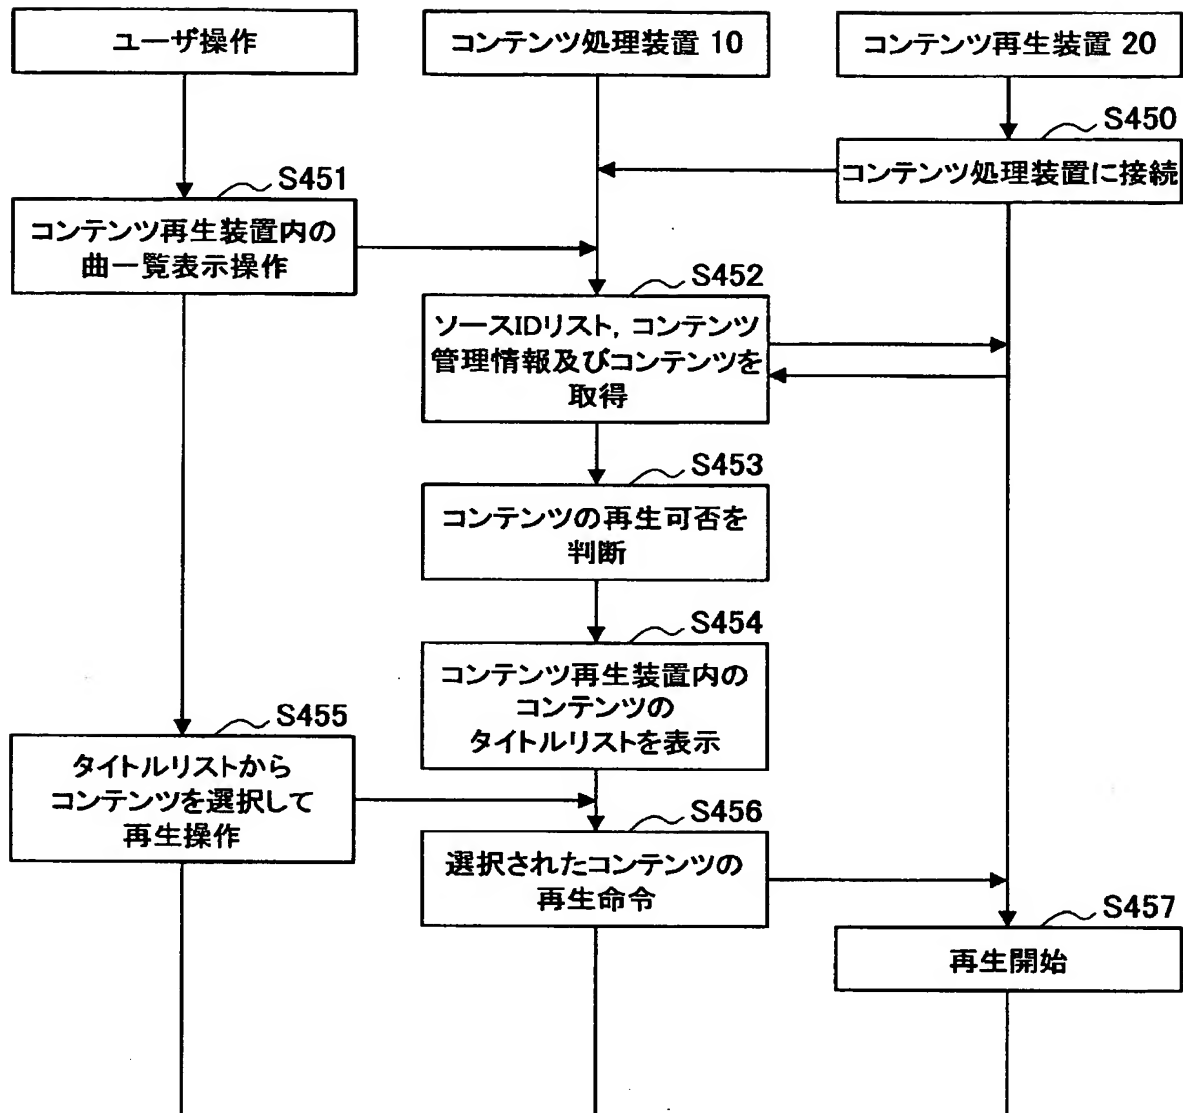 ユーザ操作
コンテンツ処理装置 10
コンテンツ再生装置 20
S450
コンテンツ処理装置に接続
S451
コンテンツ再生装置内の
曲一覧表示操作
S452
ソースIDリスト, コンテンツ
管理情報及びコンテンツを
取得
S453
コンテンツの再生可否を
判断
S454
コンテンツ再生装置内の
コンテンツの
タイトルリストを表示
S455
タイトルリストから
コンテンツを選択して
再生操作
S456
選択されたコンテンツの
再生命令
S457
再生開始